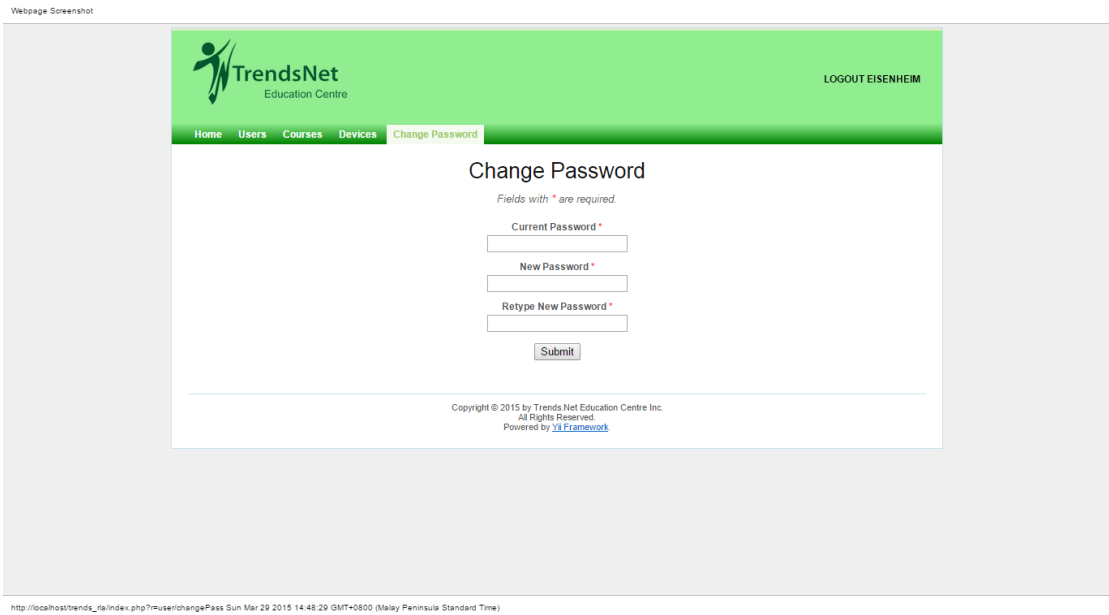 Webpage Screenshot
TrendsNet
Education Centre
LOGOUT EISENHEIM
Home Users Courses Devices Change Password
Change Password
Fields with * are required.
Current Password *
New Password *
Retype New Password *
Submit
Copyright © 2015 by Trends.Net Education Centre Inc.
All Rights Reserved.
Powered by Yii Framework.
http://localhost/trends_rla/index.php?r=user/changePass Sun Mar 29 2015 14:48:29 GMT+0800 (Malay Peninsula Standard Time)